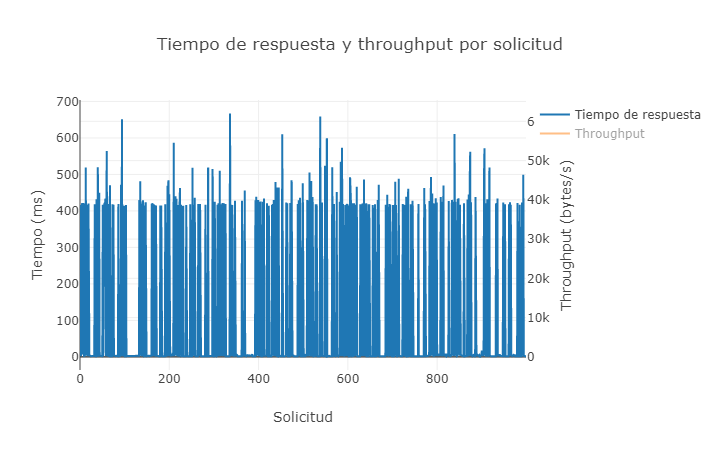 Tiempo de respuesta y throughput por solicitud
700
600
500
400
300
200
100
0
Tiempo (ms)
0
200
400
600
800
Solicitud
6
50k
40k
30k
20k
10k
0
Throughput (bytes/s)
Tiempo de respuesta
Throughput